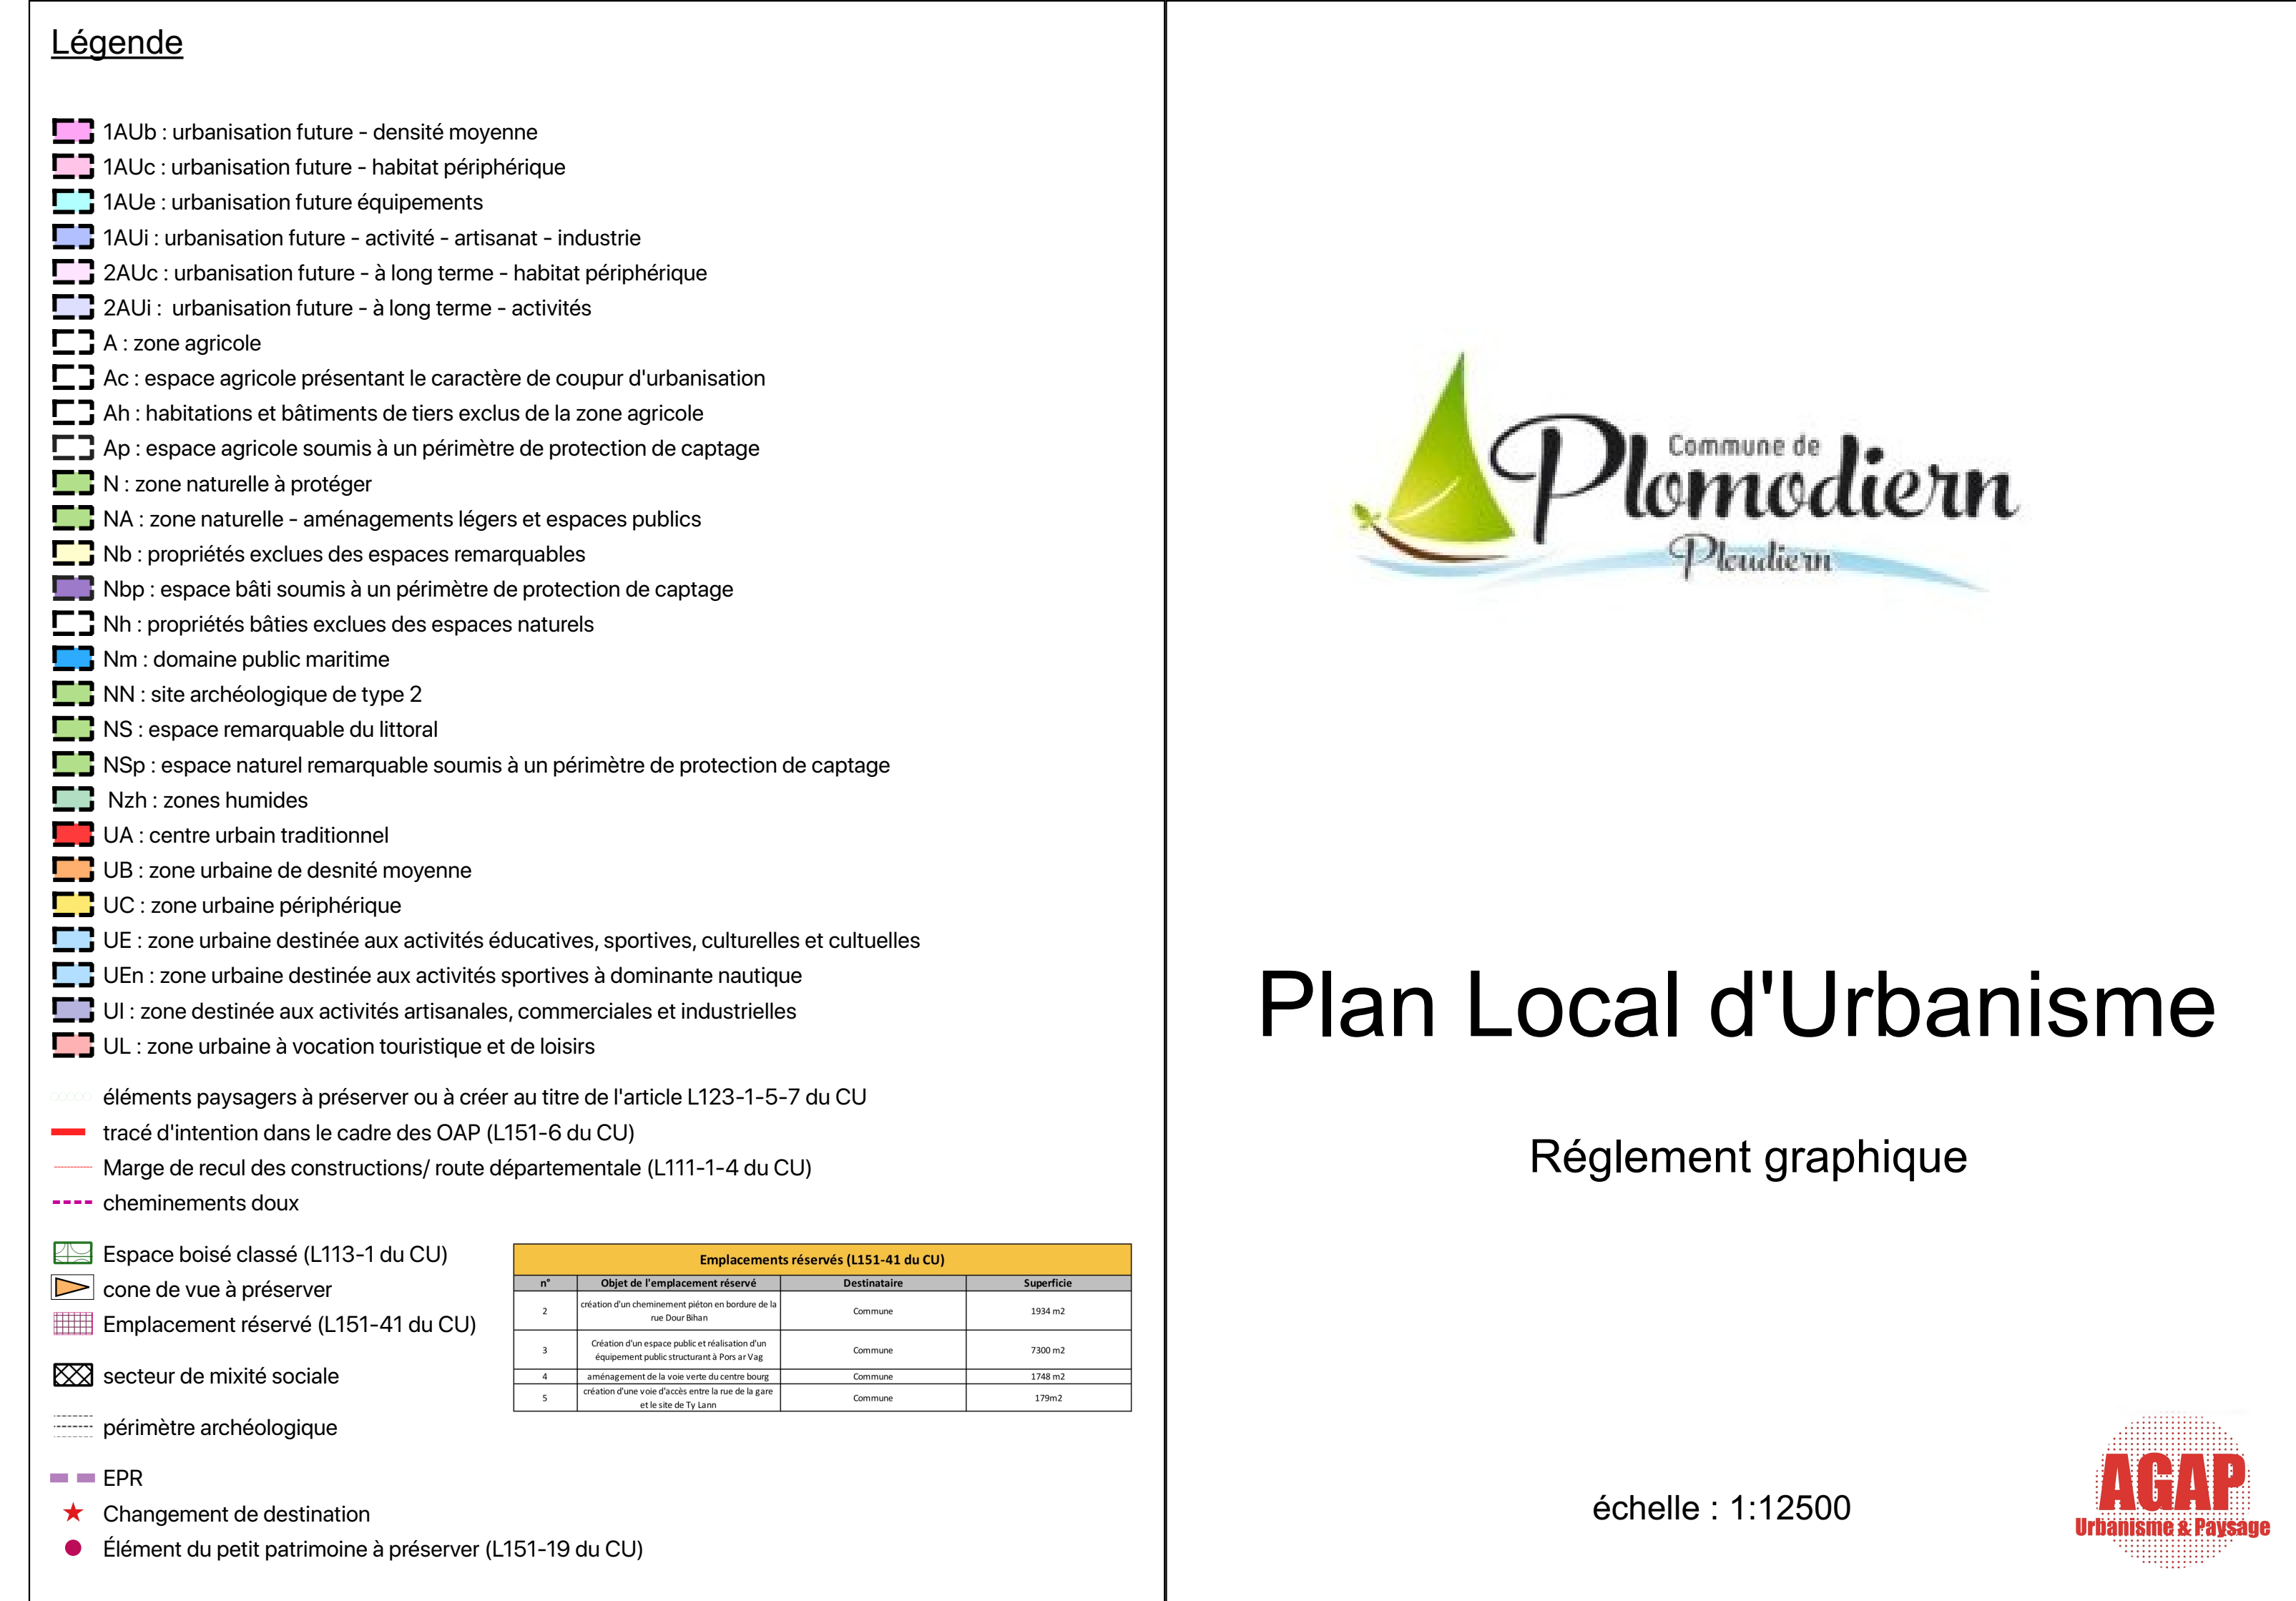 Légende
1AUb : urbanisation future - densité moyenne
1AUc : urbanisation future - habitat périphérique
1AUe : urbanisation future équipements
1AUi : urbanisation future - activité - artisanat - industrie
2AUc : urbanisation future - à long terme - habitat périphérique
2AUi :  urbanisation future - à long terme - activités
A : zone agricole
Ac : espace agricole présentant le caractère de coupur d'urbanisation
Ah : habitations et bâtiments de tiers exclus de la zone agricole
Ap : espace agricole soumis à un périmètre de protection de captage
N : zone naturelle à protéger
NA : zone naturelle - aménagements légers et espaces publics
Nb : propriétés exclues des espaces remarquables
Nbp : espace bâti soumis à un périmètre de protection de captage
Nh : propriétés bâties exclues des espaces naturels
Nm : domaine public maritime
NN : site archéologique de type 2
NS : espace remarquable du littoral
NSp : espace naturel remarquable soumis à un périmètre de protection de captage
Nzh : zones humides
UA : centre urbain traditionnel
UB : zone urbaine de desnité moyenne
UC : zone urbaine périphérique
UE : zone urbaine destinée aux activités éducatives, sportives, culturelles et cultuelles
UEn : zone urbaine destinée aux activités sportives à dominante nautique
UI : zone destinée aux activités artisanales, commerciales et industrielles
UL : zone urbaine à vocation touristique et de loisirs
éléments paysagers à préserver ou à créer au titre de l'article L123-1-5-7 du CU
tracé d'intention dans le cadre des OAP (L151-6 du CU)
Marge de recul des constructions/ route départementale (L111-1-4 du CU)
cheminements doux
Espace boisé classé (L113-1 du CU)
cone de vue à préserver
Emplacement réservé (L151-41 du CU)
secteur de mixité sociale
périmètre archéologique
EPR
Changement de destination
Élément du petit patrimoine à préserver (L151-19 du CU)
Emplacements réservés (L151-41 du CU)
n° Objet de l'emplacement réservé Destinataire Superficie
2 création d'un cheminement piéton en bordure de la rue Dour Bihan Commune 1934 m2
3 Création d'un espace public et réalisation d'un équipement public structurant à Pors ar Vag Commune 7300 m2
4 aménagement de la voie verte du centre bourg Commune 1748 m2
5 création d'une voie d'accès entre la rue de la gare et le site de Ty Lann Commune 179m2
Commune de
Plomodiern
Ploudiern
Plan Local d'Urbanisme
Réglement graphique
échelle : 1:12500
AGAP
Urbanisme & Paysage